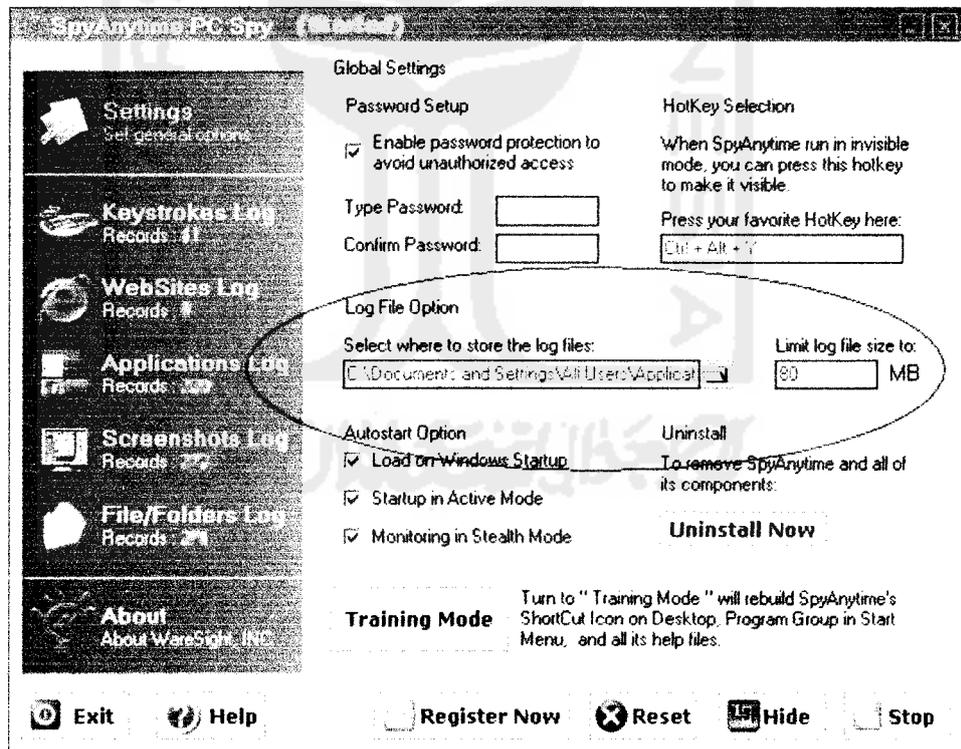 SpyAnytime PC Spy
Settings
Set general options
Keystrokes Log
Records
WebSites Log
Records
Applications Log
Records
Screenshots Log
Records
File/Folders Log
Records
About
About WareSight, INC
Global Settings
Password Setup
Enable password protection to
avoid unauthorized access
Type Password:
Confirm Password:
HotKey Selection
When SpyAnytime run in invisible
mode, you can press this hotkey
to make it visible.
Press your favorite HotKey here:
Ctrl + Alt + Y
Log File Option
Select where to store the log files:
C:\Documents and Settings\All Users\Applicat
Limit log file size to:
80 MB
Autostart Option
Load on Windows Startup
Startup in Active Mode
Monitoring in Stealth Mode
Uninstall
To remove SpyAnytime and all of
its components:
Uninstall Now
Training Mode
Turn to " Training Mode " will rebuild SpyAnytime's
ShortCut Icon on Desktop, Program Group in Start
Menu, and all its help files.
Exit
Help
Register Now
Reset
Hide
Stop